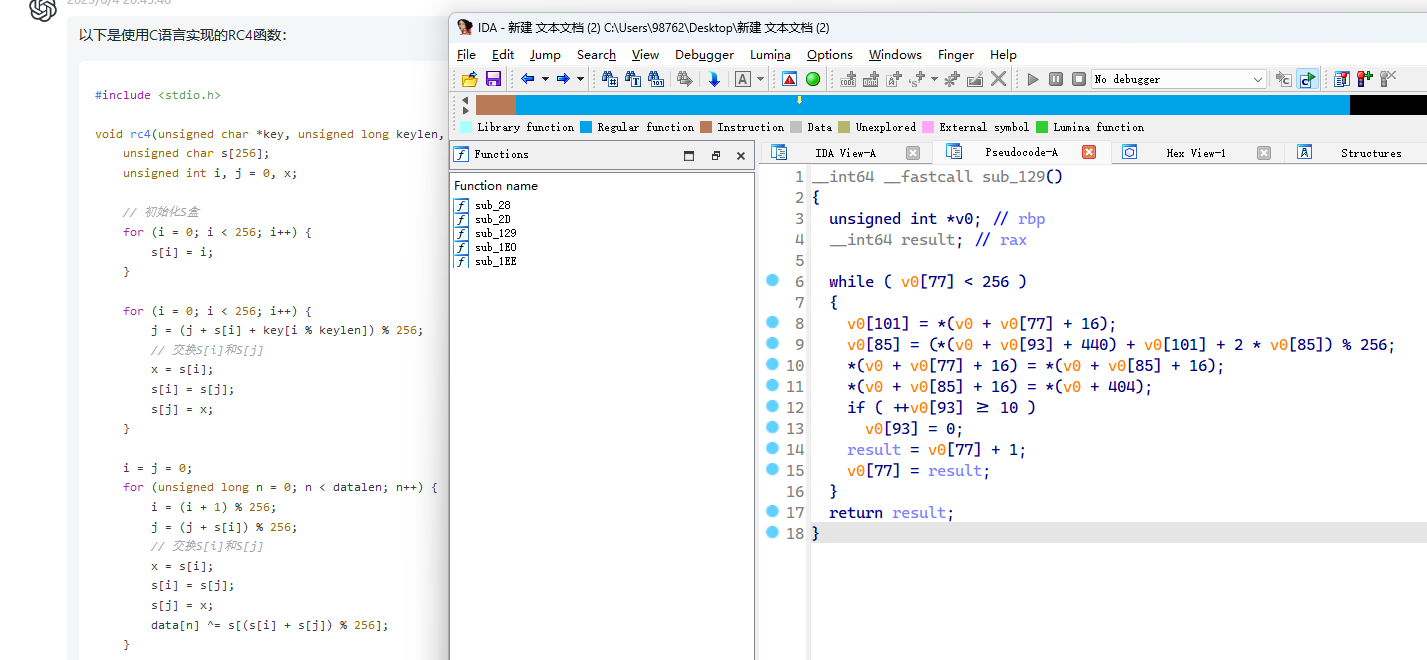 以下是使用C语言实现的RC4函数:
#include <stdio.h>
void rc4(unsigned char *key, unsigned long keylen,
unsigned char s[256];
unsigned int i, j = 0, x;
// 初始化S盒
for (i = 0; i < 256; i++) {
s[i] = i;
}
for (i = 0; i < 256; i++) {
j = (j + s[i] + key[i % keylen]) % 256;
// 交换S[i]和S[j]
x = s[i];
s[i] = s[j];
s[j] = x;
}
i = j = 0;
for (unsigned long n = 0; n < datalen; n++) {
i = (i + 1) % 256;
j = (j + s[i]) % 256;
// 交换S[i]和S[j]
x = s[i];
s[i] = s[j];
s[j] = x;
data[n] ^= s[(s[i] + s[j]) % 256];
}
IDA - 新建 文本文档 (2) C:\Users\98762\Desktop\新建 文本文档 (2)
File Edit Jump Search View Debugger Lumina Options Windows Finger Help
No debugger
Library function Regular function Instruction Data Unexplored External symbol Lumina function
Functions
IDA View-A Pseudocode-A Hex View-1 Structures
Function name
sub_28
sub_2D
sub_129
sub_1E0
sub_1EE
1 __int64 __fastcall sub_129()
2 {
3 unsigned int *v0; // rbp
4 __int64 result; // rax
5
6 while ( v0[77] < 256 )
7 {
8 v0[101] = *(v0 + v0[77] + 16);
9 v0[85] = (*(v0 + v0[93] + 440) + v0[101] + 2 * v0[85]) % 256;
10 *(v0 + v0[77] + 16) = *(v0 + v0[85] + 16);
11 *(v0 + v0[85] + 16) = *(v0 + 404);
12 if ( ++v0[93] ≥ 10 )
13 v0[93] = 0;
14 result = v0[77] + 1;
15 v0[77] = result;
16 }
17 return result;
18 }